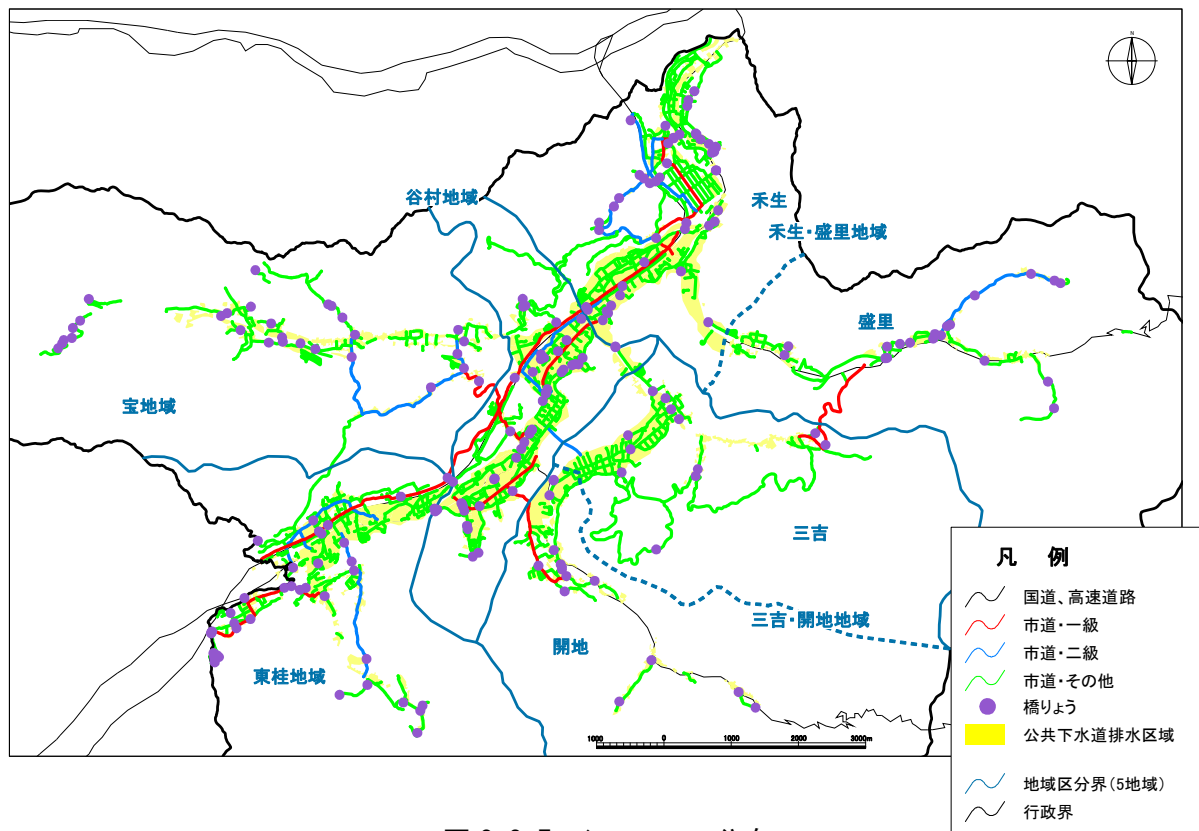 N
谷村地域
禾生
禾生・盛里地域
盛里
宝地域
三吉
三吉・開地地域
開地
東桂地域
1000 0 1000 2000 3000m
凡 例
国道、高速道路
市道・一級
市道・二級
市道・その他
橋りょう
公共下水道排水区域
地域区分界(5地域)
行政界